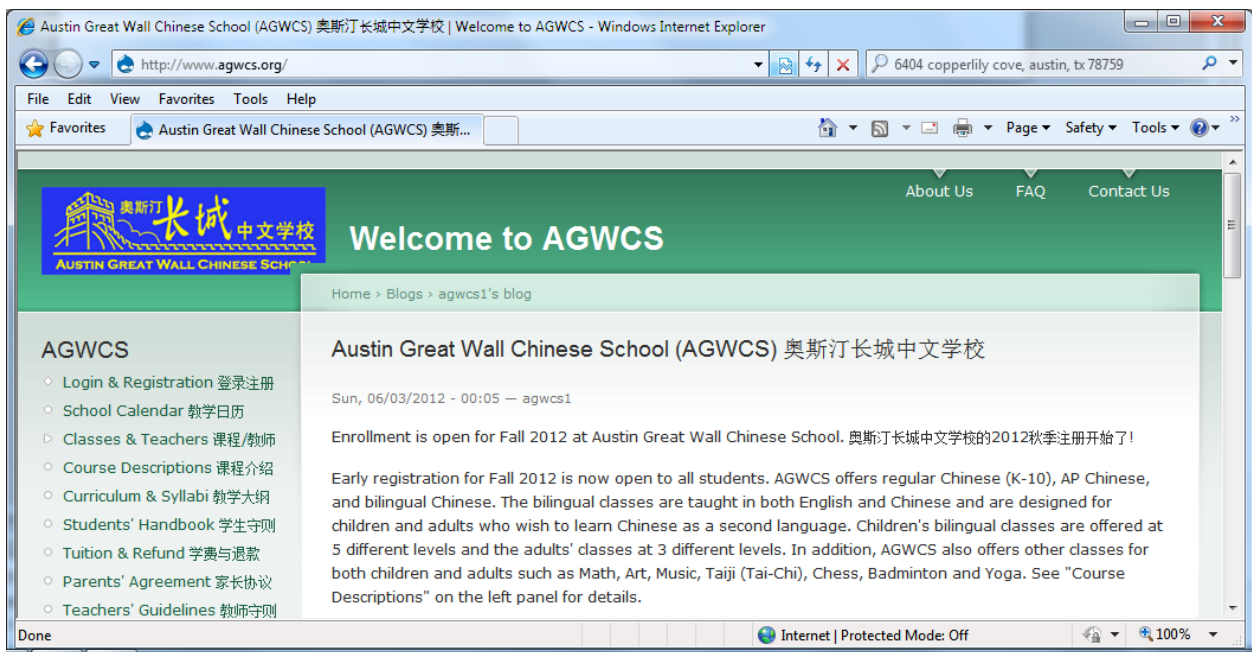 Austin Great Wall Chinese School (AGWCS) 奥斯汀长城中文学校 | Welcome to AGWCS - Windows Internet Explorer
http://www.agwcs.org/
6404 copperlily cove, austin, tx 78759
File Edit View Favorites Tools Help
Favorites
Austin Great Wall Chinese School (AGWCS) 奥斯...
Page Safety Tools
About Us FAQ Contact Us
奥斯汀 长城 中文学校
AUSTIN GREAT WALL CHINESE SCHOOL
Welcome to AGWCS
Home › Blogs › agwcs1's blog
AGWCS
Login & Registration 登录注册
School Calendar 教学日历
Classes & Teachers 课程/教师
Course Descriptions 课程介绍
Curriculum & Syllabi 教学大纲
Students' Handbook 学生守则
Tuition & Refund 学费与退款
Parents' Agreement 家长协议
Teachers' Guidelines 教师守则
Austin Great Wall Chinese School (AGWCS) 奥斯汀长城中文学校
Sun, 06/03/2012 - 00:05 — agwcs1
Enrollment is open for Fall 2012 at Austin Great Wall Chinese School. 奥斯汀长城中文学校的2012秋季注册开始了!
Early registration for Fall 2012 is now open to all students. AGWCS offers regular Chinese (K-10), AP Chinese,
and bilingual Chinese. The bilingual classes are taught in both English and Chinese and are designed for
children and adults who wish to learn Chinese as a second language. Children's bilingual classes are offered at
5 different levels and the adults' classes at 3 different levels. In addition, AGWCS also offers other classes for
both children and adults such as Math, Art, Music, Taiji (Tai-Chi), Chess, Badminton and Yoga. See "Course
Descriptions" on the left panel for details.
Done
Internet | Protected Mode: Off
100%